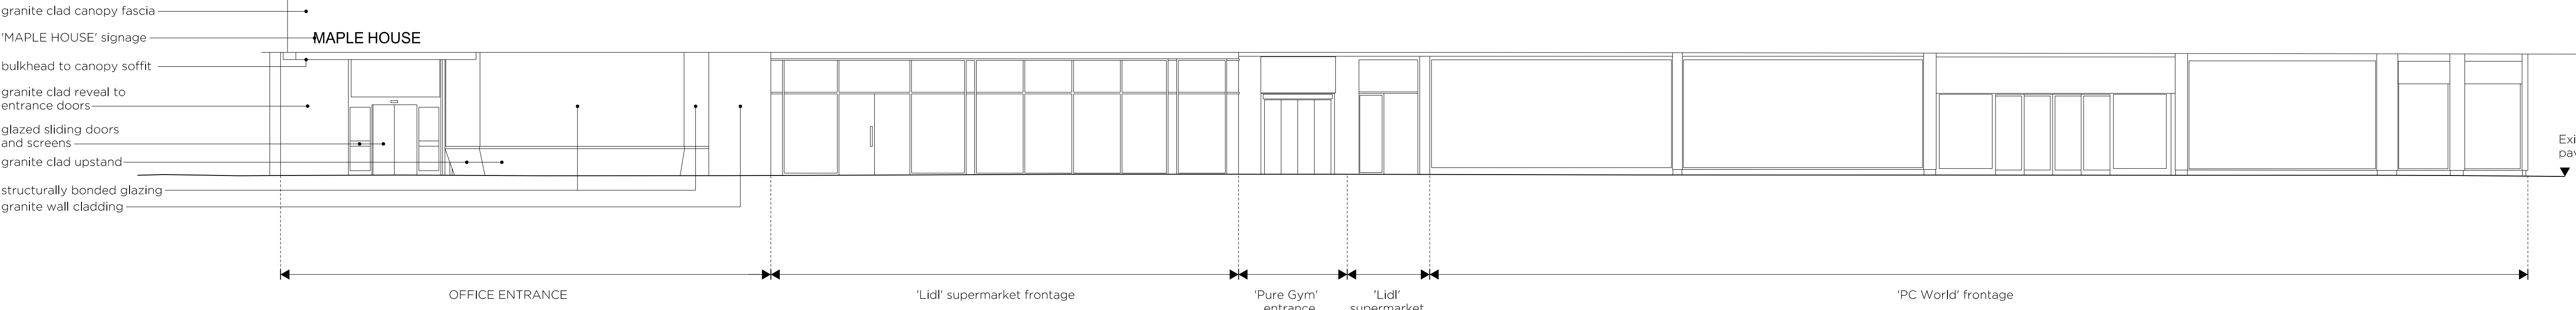 granite clad canopy fascia
'MAPLE HOUSE' signage
MAPLE HOUSE
bulkhead to canopy soffit
granite clad reveal to
entrance doors
glazed sliding doors
and screens
granite clad upstand
structurally bonded glazing
granite wall cladding
OFFICE ENTRANCE
'Lidl' supermarket frontage
'Pure Gym'
entrance
'Lidl'
supermarket
'PC World' frontage